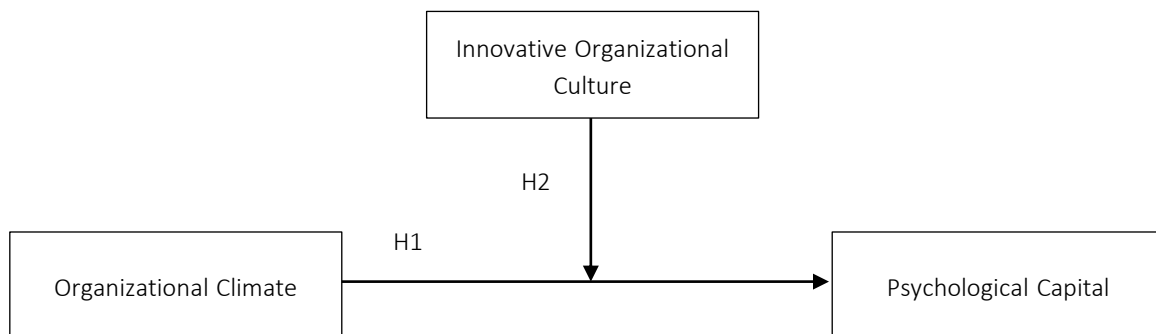 Innovative Organizational
Culture
H2
H1
Organizational Climate
Psychological Capital